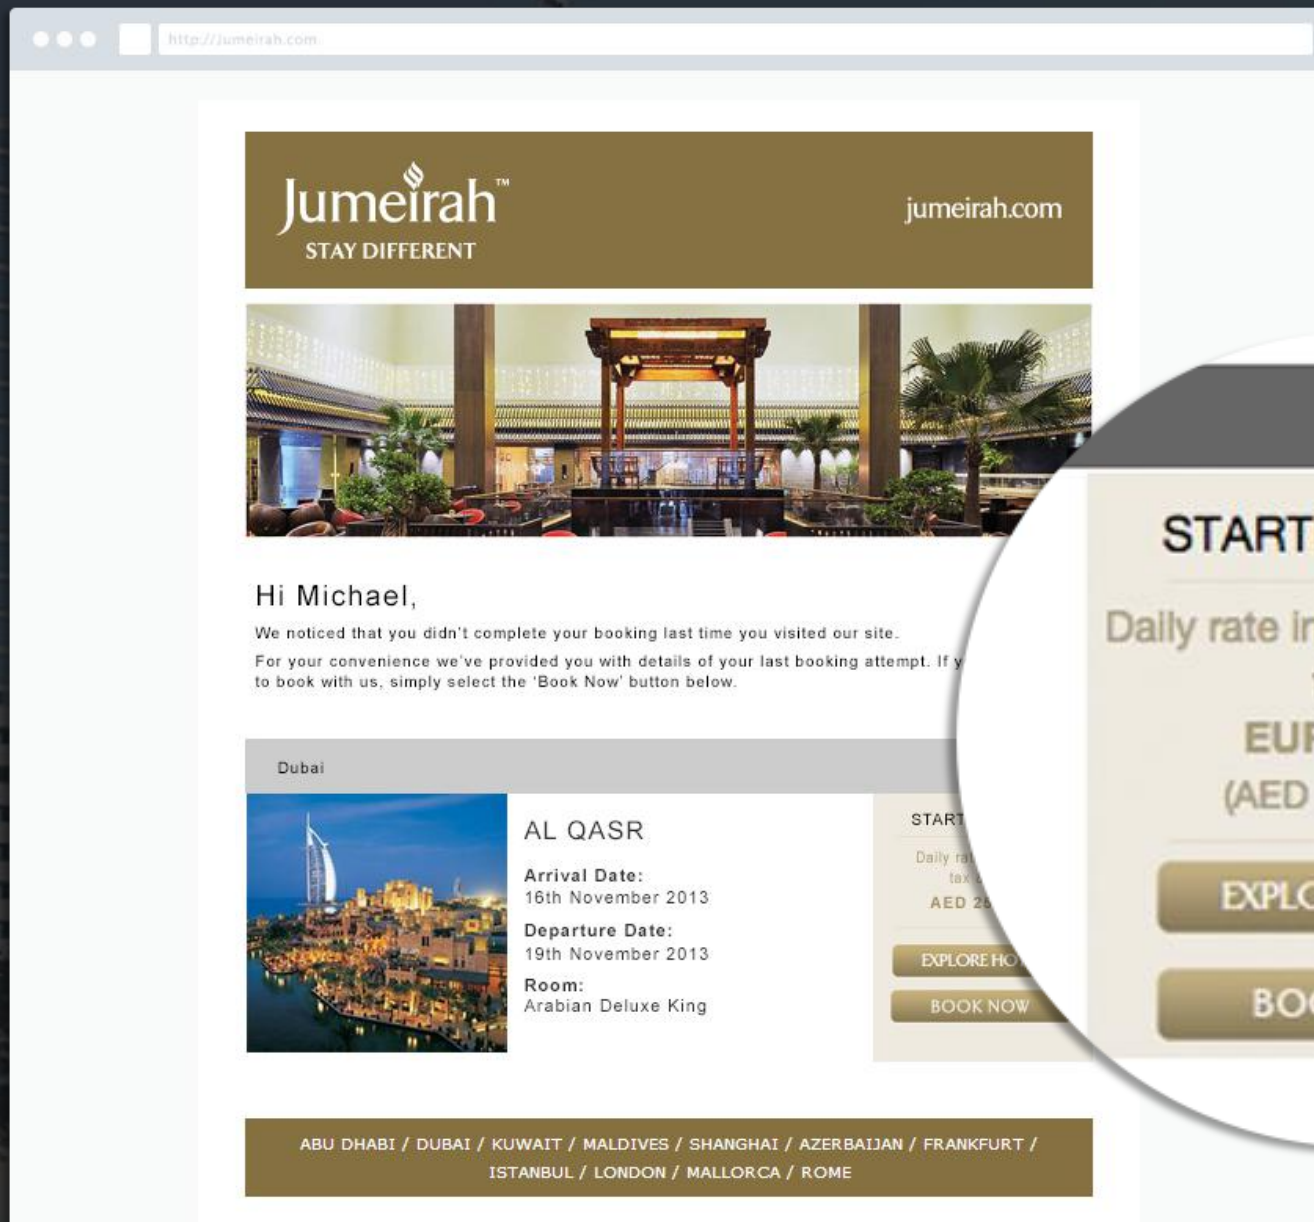 http://Jumeirah.com.
Jumeirah™
STAY DIFFERENT
jumeirah.com
Hi Michael,
We noticed that you didn't complete your booking last time you visited our site.
For your convenience we've provided you with details of your last booking attempt. If y
to book with us, simply select the 'Book Now' button below.
Dubai
AL QASR
Arrival Date:
16th November 2013
Departure Date:
19th November 2013
Room:
Arabian Deluxe King
START
Daily rat
tax
AED 25
EXPLORE HO
BOOK NOW
START
Daily rate in
EUR
(AED
EXPLO
BOO
ABU DHABI / DUBAI / KUWAIT / MALDIVES / SHANGHAI / AZERBAIJAN / FRANKFURT /
ISTANBUL / LONDON / MALLORCA / ROME